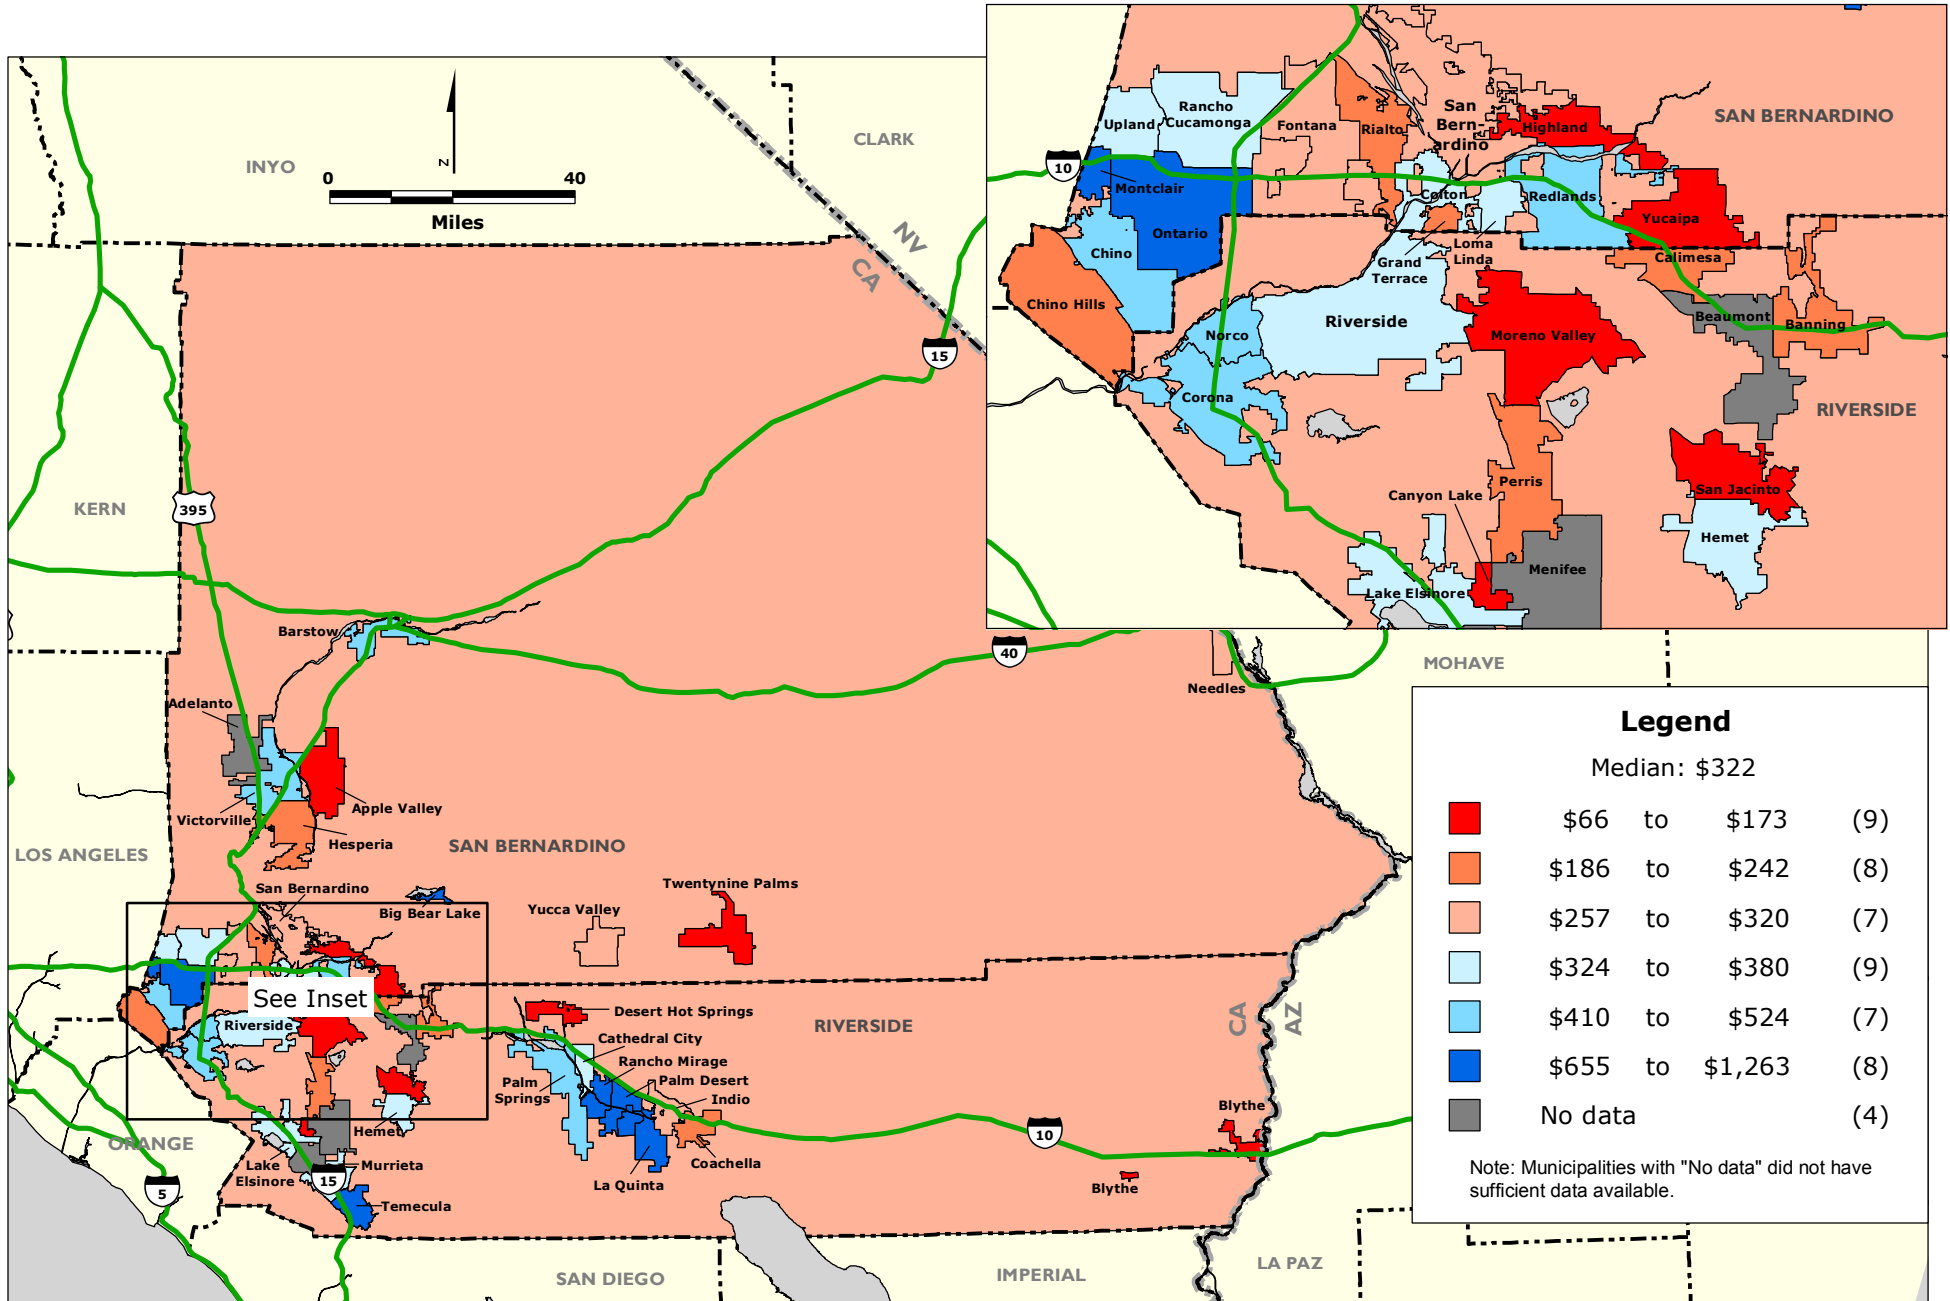 INYO
CLARK
NV
CA
N
0 40
Miles
15
KERN
395
Barstow
40
Needles
MOHAVE
Adelanto
Victorville
Apple Valley
Hesperia
LOS ANGELES
SAN BERNARDINO
San Bernardino
Big Bear Lake
Yucca Valley
Twentynine Palms
See Inset
Riverside
Desert Hot Springs
RIVERSIDE
CA
AZ
Cathedral City
Rancho Mirage
Palm Desert
Indio
Palm
Springs
Coachella
La Quinta
Blythe
Blythe
10
Hemet
ORANGE
Lake
Elsinore
Murrieta
15
5
Temecula
SAN DIEGO
IMPERIAL
LA PAZ
Upland
Rancho
Cucamonga
Fontana
Rialto
San
Bern-
ardino
Highland
SAN BERNARDINO
10
Montclair
Colton
Redlands
Ontario
Yucaipa
Chino
Loma
Linda
Grand
Terrace
Calimesa
Chino Hills
Riverside
Norco
Moreno Valley
Beaumont
Banning
Corona
RIVERSIDE
Perris
Canyon Lake
San Jacinto
Hemet
Menifee
Lake Elsinore
Legend
Median: $322
$66 to $173 (9)
$186 to $242 (8)
$257 to $320 (7)
$324 to $380 (9)
$410 to $524 (7)
$655 to $1,263 (8)
No data (4)
Note: Municipalities with "No data" did not have
sufficient data available.